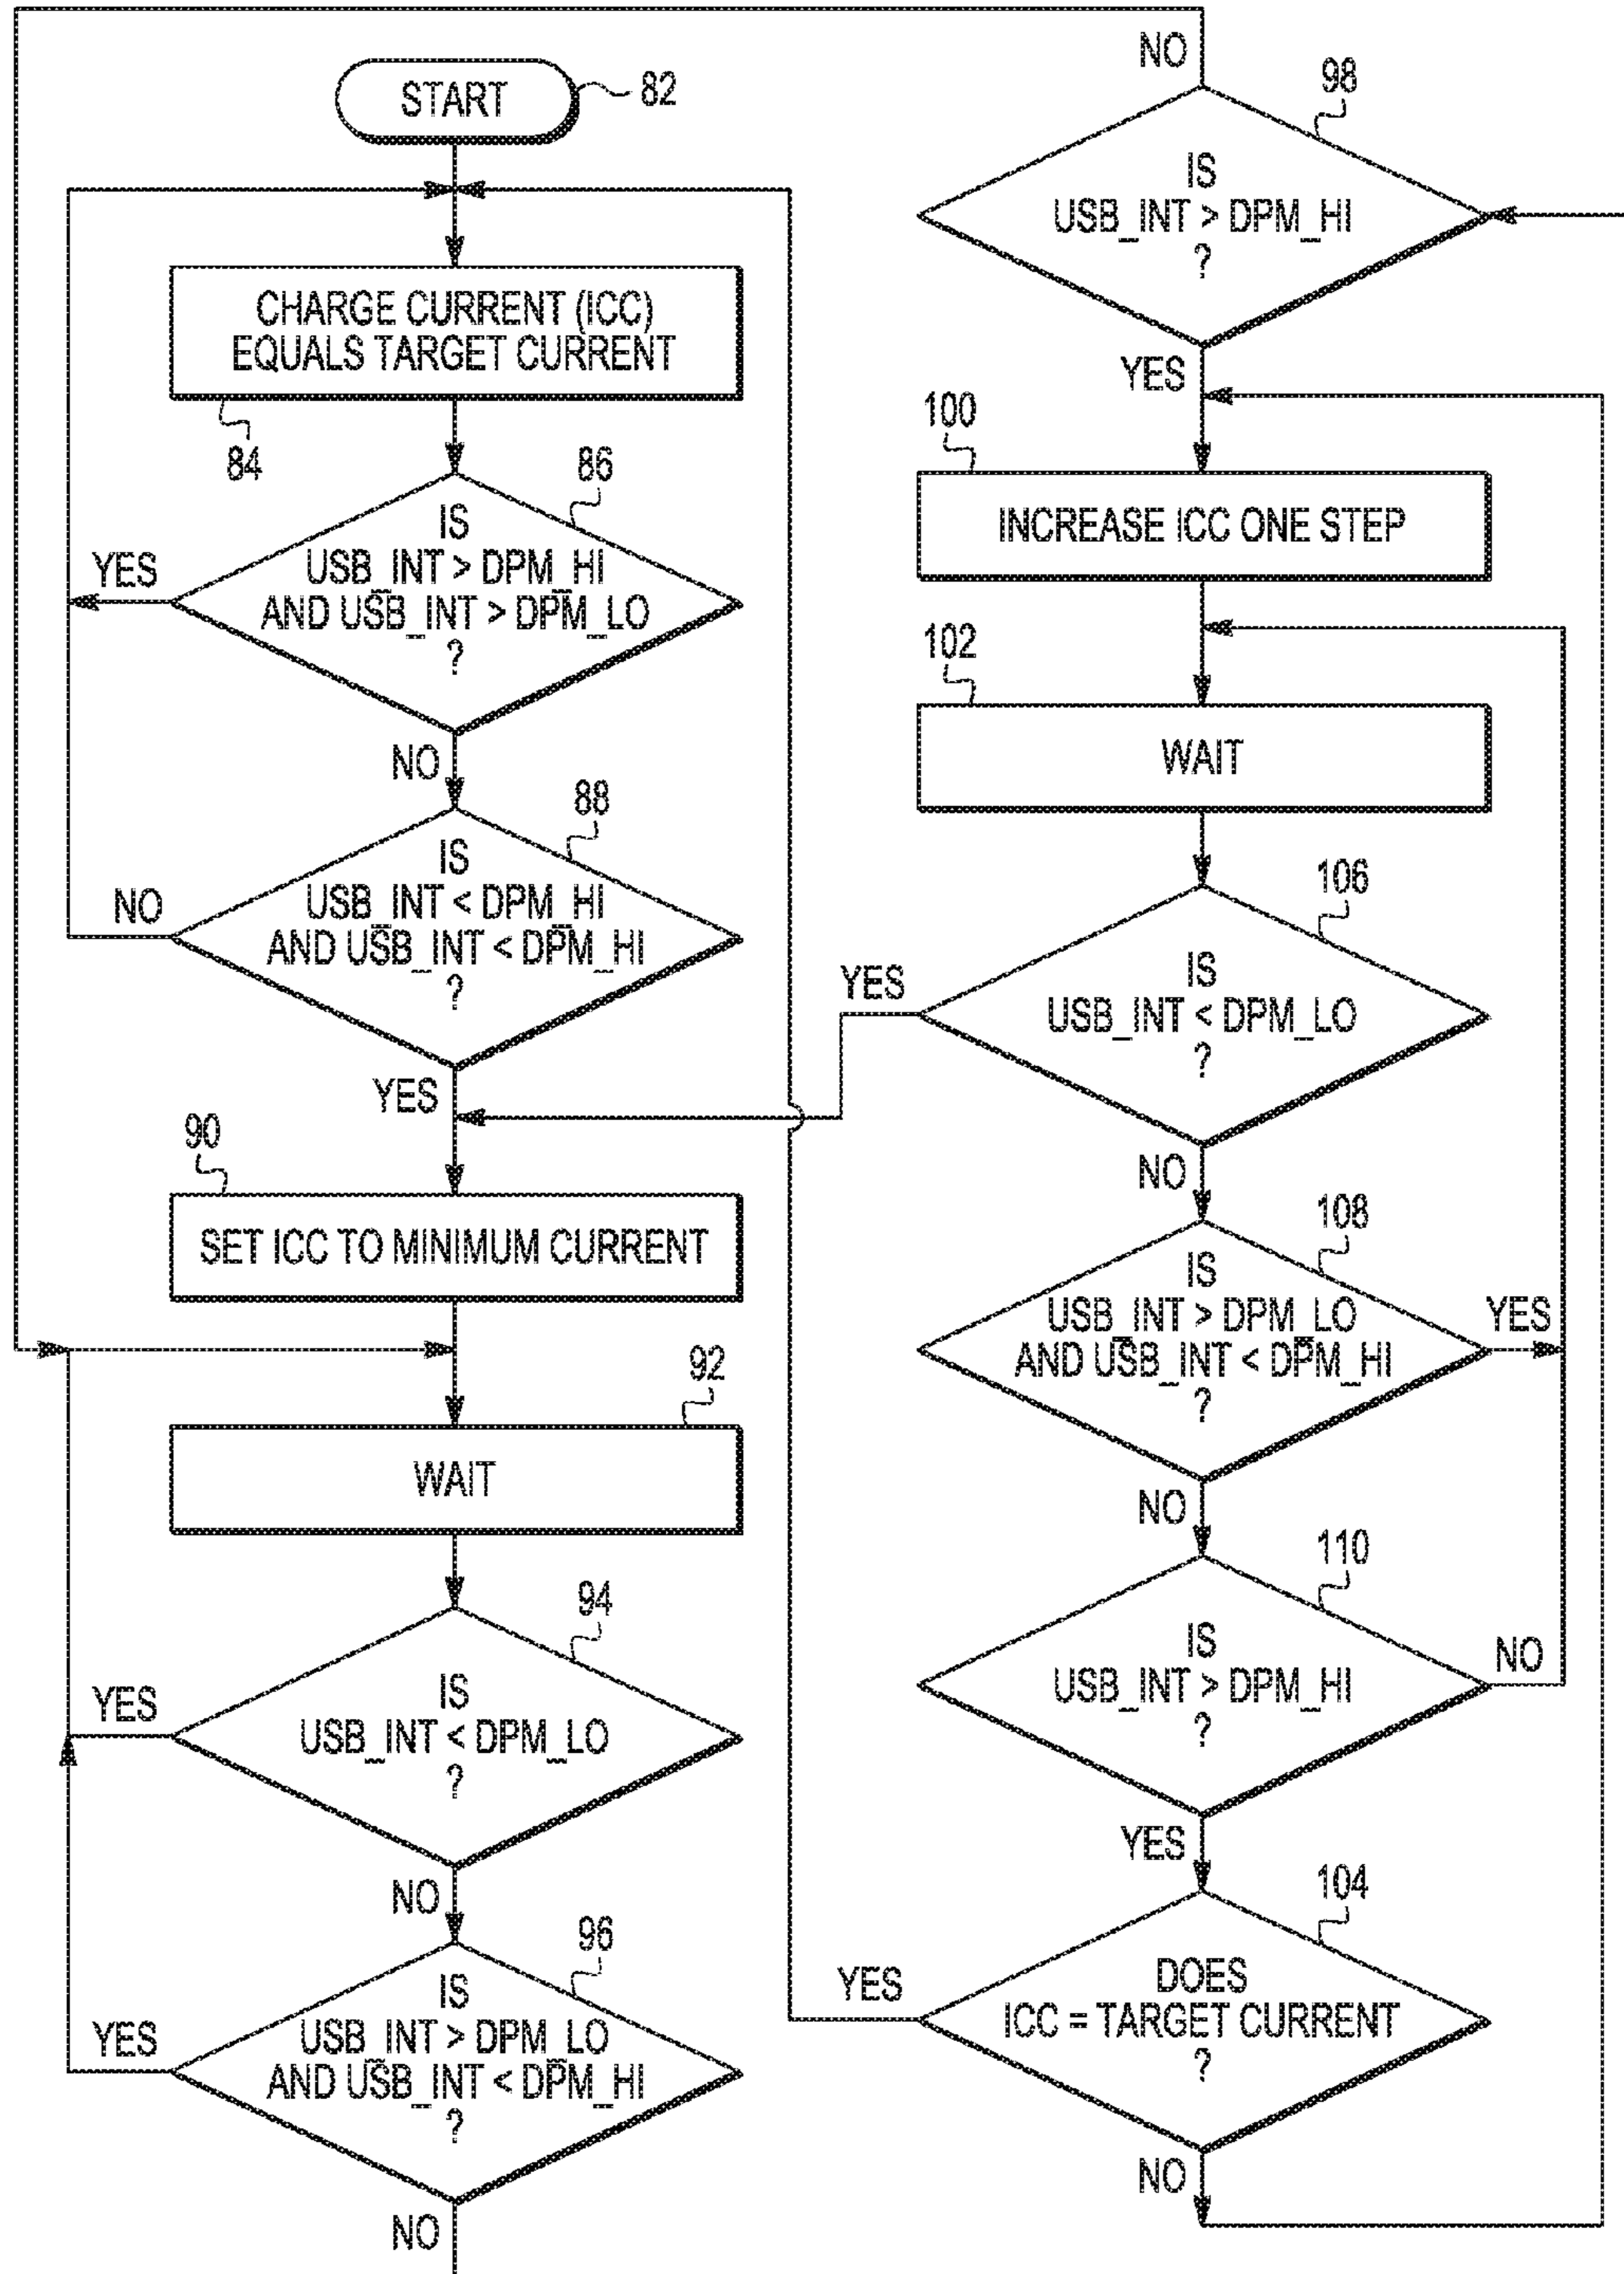 START
82
CHARGE CURRENT (ICC)
EQUALS TARGET CURRENT
84
86
IS
USB_INT > DPM_HI
AND USB_INT > DPM_LO
?
YES
NO
88
IS
USB_INT < DPM_HI
AND USB_INT < DPM_HI
?
NO
YES
90
SET ICC TO MINIMUM CURRENT
92
WAIT
94
IS
USB_INT < DPM_LO
?
YES
NO
96
IS
USB_INT > DPM_LO
AND USB_INT < DPM_HI
?
YES
NO
NO
98
IS
USB_INT > DPM_HI
?
YES
100
INCREASE ICC ONE STEP
102
WAIT
106
IS
USB_INT < DPM_LO
?
YES
NO
108
IS
USB_INT > DPM_LO
AND USB_INT < DPM_HI
?
YES
NO
110
IS
USB_INT > DPM_HI
?
NO
YES
104
DOES
ICC = TARGET CURRENT
?
YES
NO